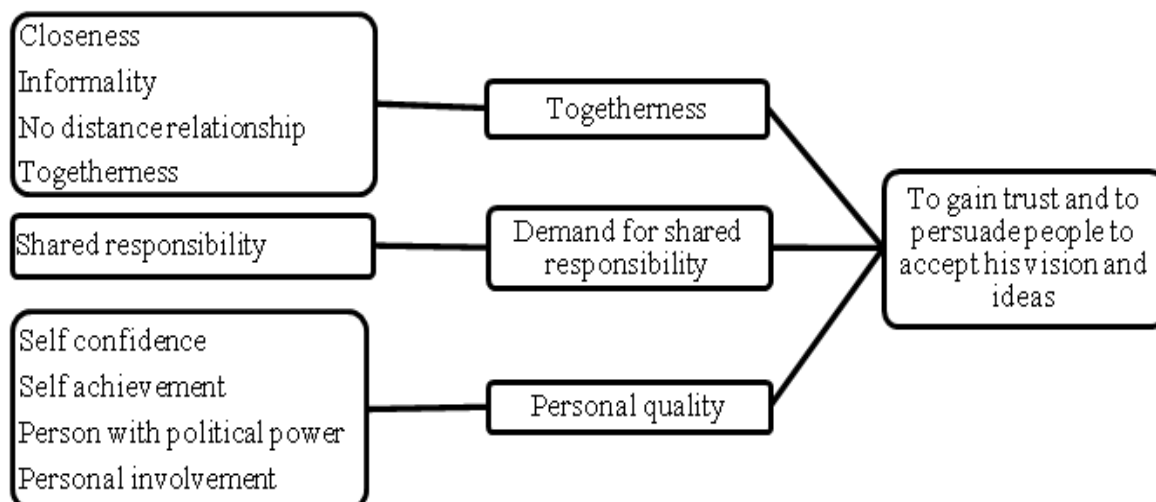 Closeness
Informality
No distance relationship
Togetherness
Shared responsibility
Self confidence
Self achievement
Person with political power
Personal involvement
Togetherness
Demand for shared
responsibility
Personal quality
To gain trust and to
persuade people to
accept his vision and
ideas